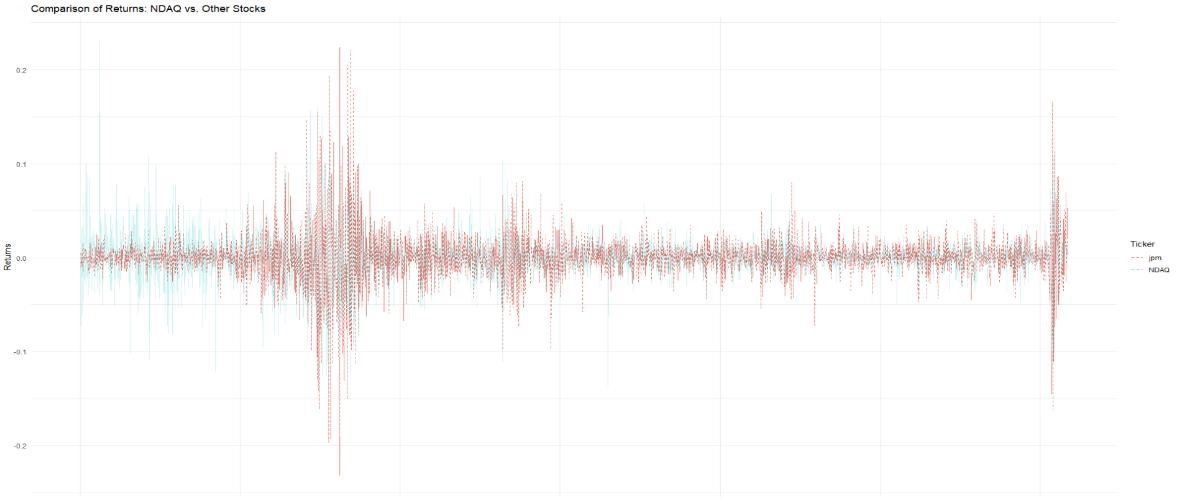 Comparison of Returns: NDAQ vs. Other Stocks
0.2
0.1
0.0
-0.1
-0.2
Returns
Ticker
jpm
NDAQ